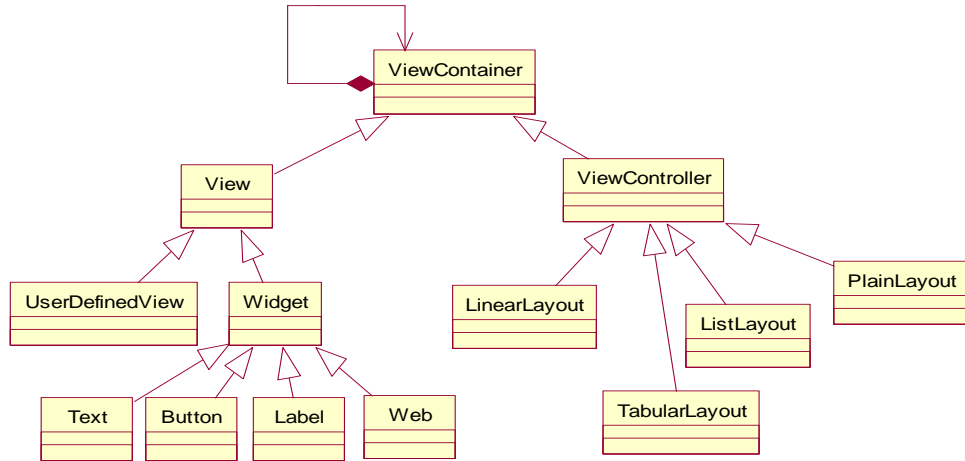 ViewContainer
View
ViewController
UserDefinedView
Widget
LinearLayout
ListLayout
PlainLayout
Text
Button
Label
Web
TabularLayout